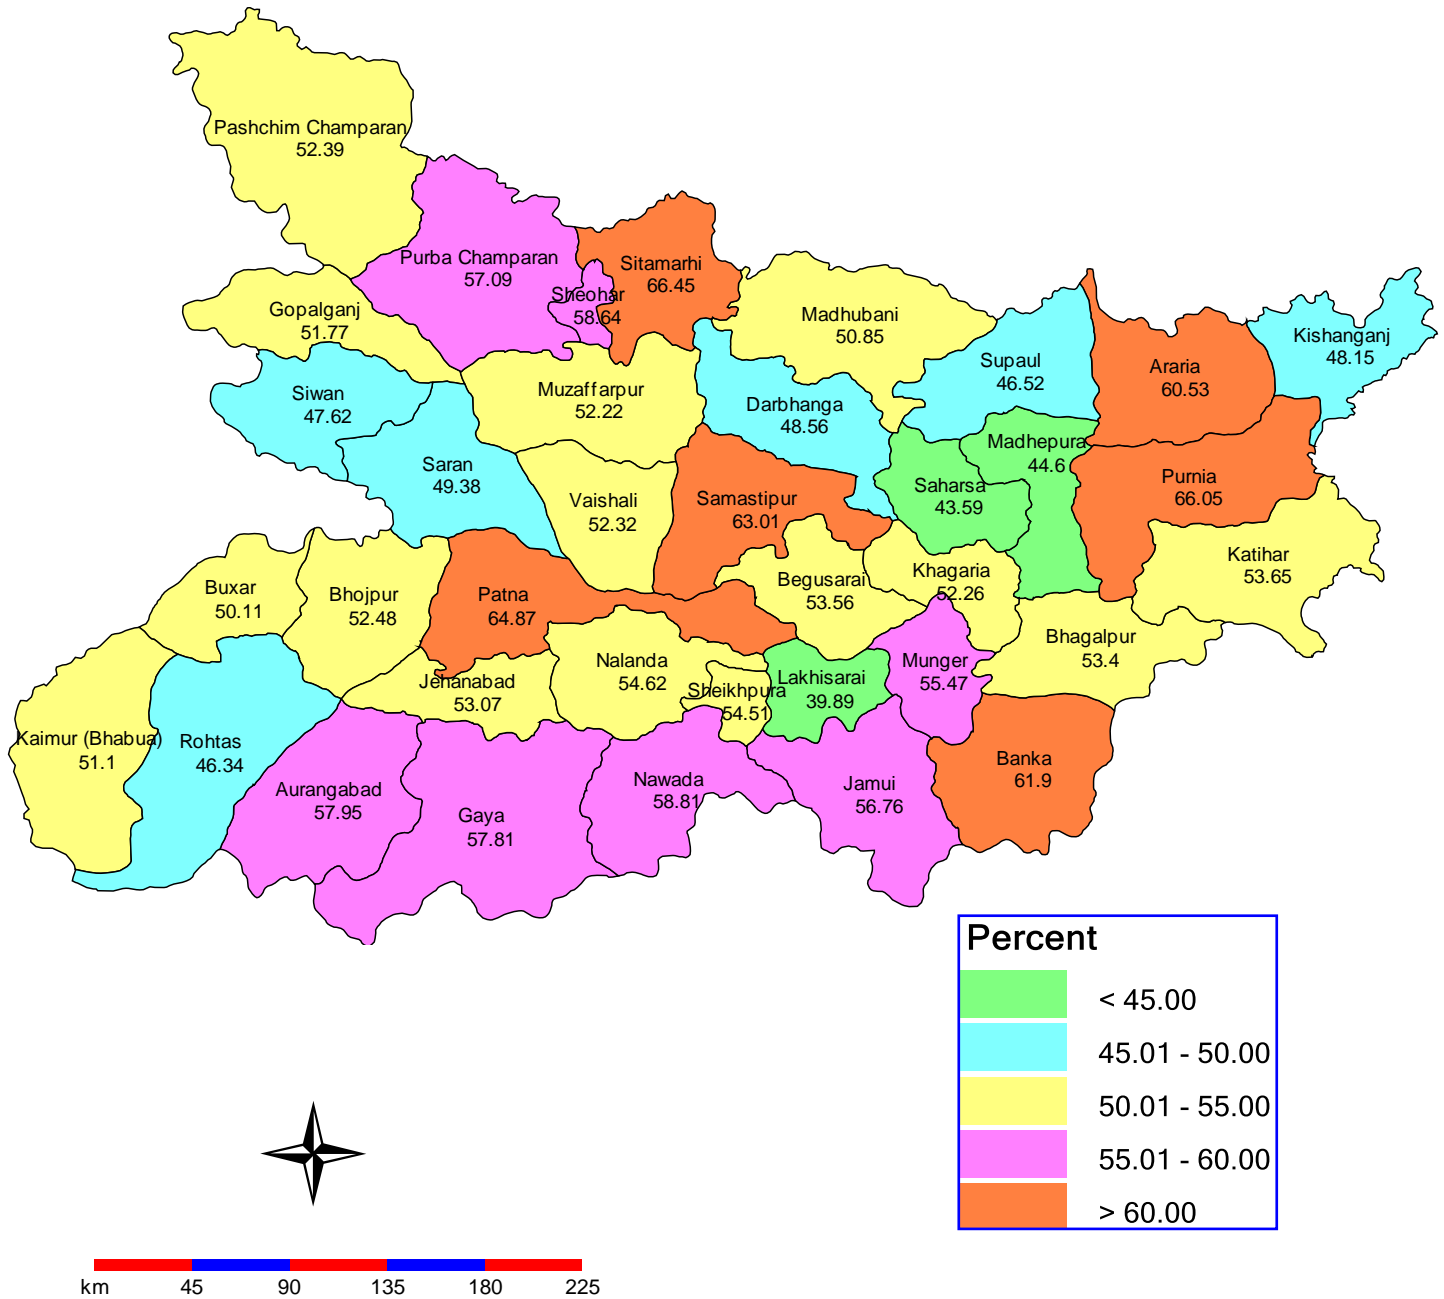 Pashchim Champaran
52.39
Purba Champaran
57.09
Sitamarhi
66.45
Sheohar
58.64
Gopalganj
51.77
Madhubani
50.85
Kishanganj
48.15
Supaul
46.52
Araria
60.53
Siwan
47.62
Muzaffarpur
52.22
Darbhanga
48.56
Madhepura
44.6
Saran
49.38
Vaishali
52.32
Samastipur
63.01
Saharsa
43.59
Purnia
66.05
Katihar
53.65
Buxar
50.11
Bhojpur
52.48
Patna
64.87
Begusarai
53.56
Khagaria
52.26
Bhagalpur
53.4
Jehanabad
53.07
Nalanda
54.62
Sheikhpura
54.51
Lakhisarai
39.89
Munger
55.47
Kaimur (Bhabua)
51.1
Rohtas
46.34
Aurangabad
57.95
Gaya
57.81
Nawada
58.81
Jamui
56.76
Banka
61.9
Percent
< 45.00
45.01 - 50.00
50.01 - 55.00
55.01 - 60.00
> 60.00
km 45 90 135 180 225